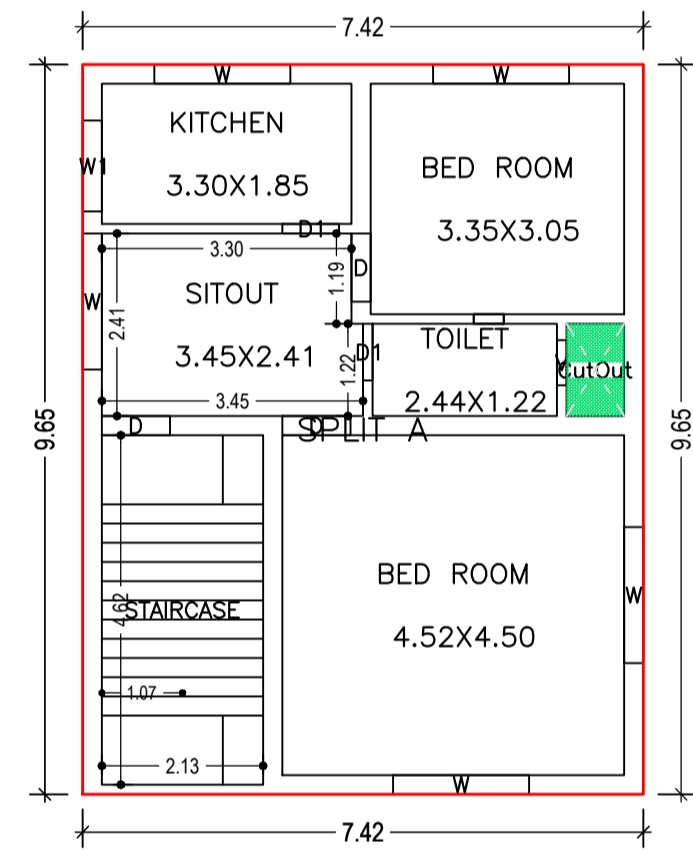 7.42
W
W
KITCHEN
3.30X1.85
W1
BED ROOM
3.35X3.05
D1
3.30
D
1.19
SITOUT
3.45X2.41
W
2.41
TOILET
2.44X1.22
D1
1.22
W
CutOut
3.45
D
D
SPLIT A
9.65
9.65
BED ROOM
4.52X4.50
W
STAIRCASE
4.62
1.07
2.13
W
7.42